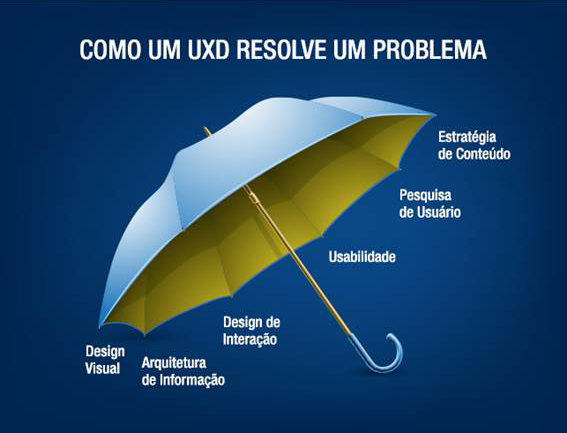 COMO UM UXD RESOLVE UM PROBLEMA
Estratégia
de Conteúdo
Pesquisa
de Usuário
Usabilidade
Design de
Interação
Design
Visual
Arquitetura
de Informação